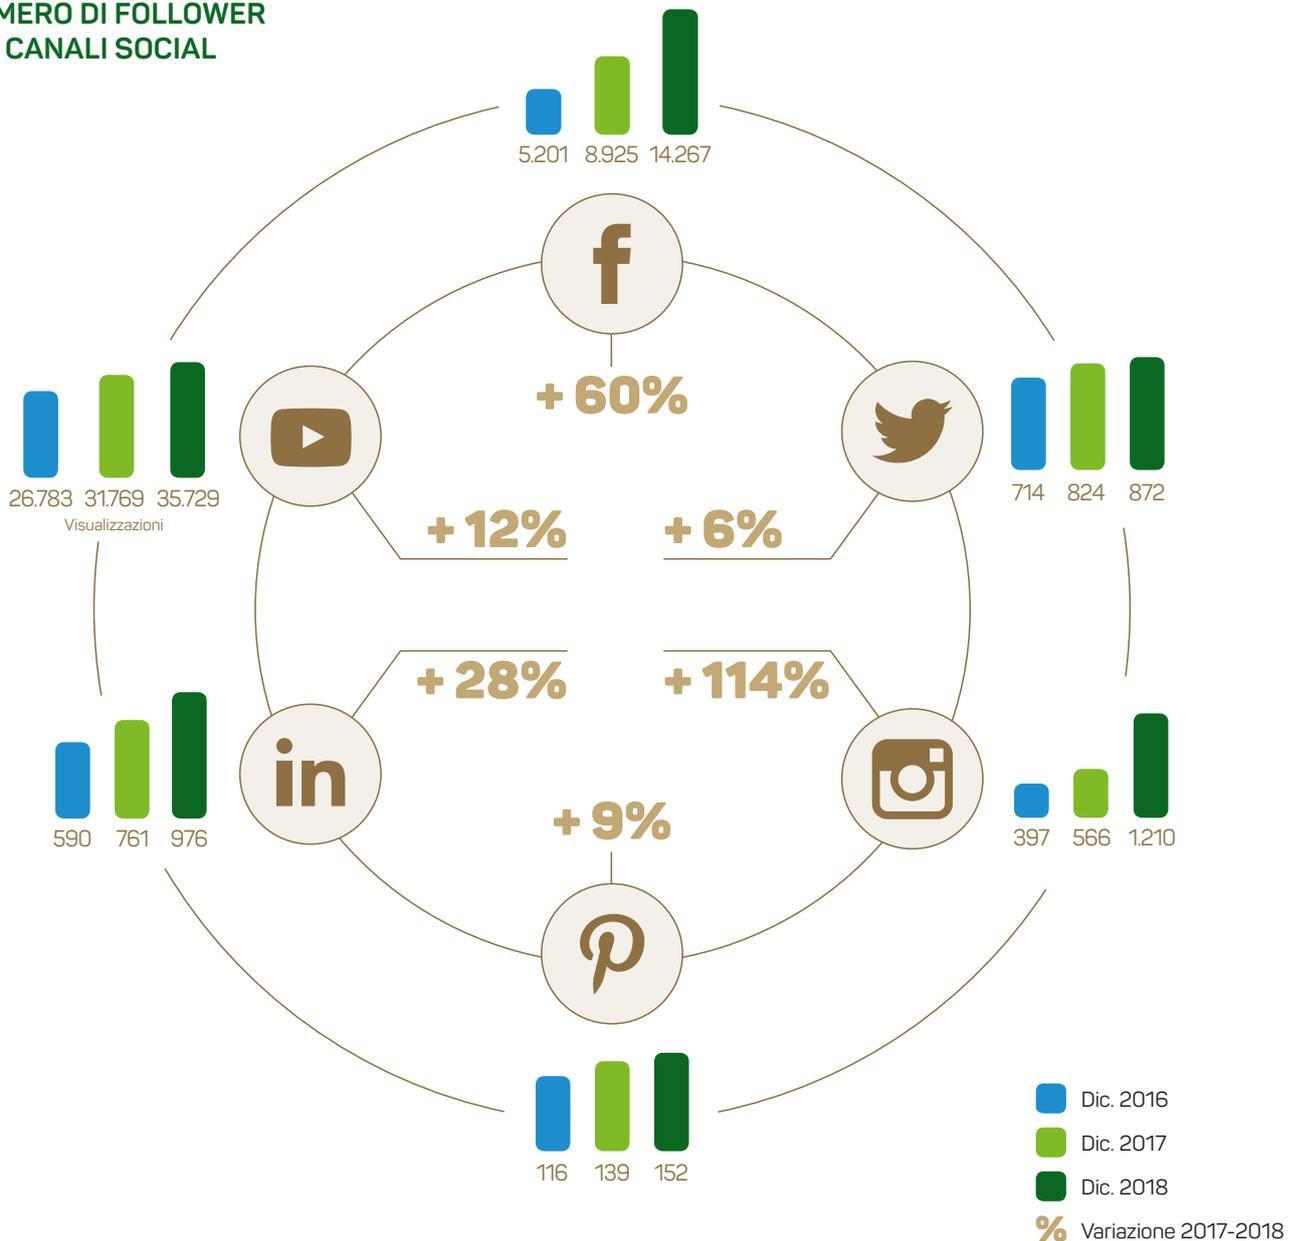 MERO DI FOLLOWER
CANALI SOCIAL
5.201 8.925 14.267
+ 60%
26.783 31.769 35.729
Visualizzazioni
714 824 872
+ 12%
+ 6%
+ 28%
+ 114%
590 761 976
397 566 1.210
+ 9%
116 139 152
Dic. 2016
Dic. 2017
Dic. 2018
% Variazione 2017-2018